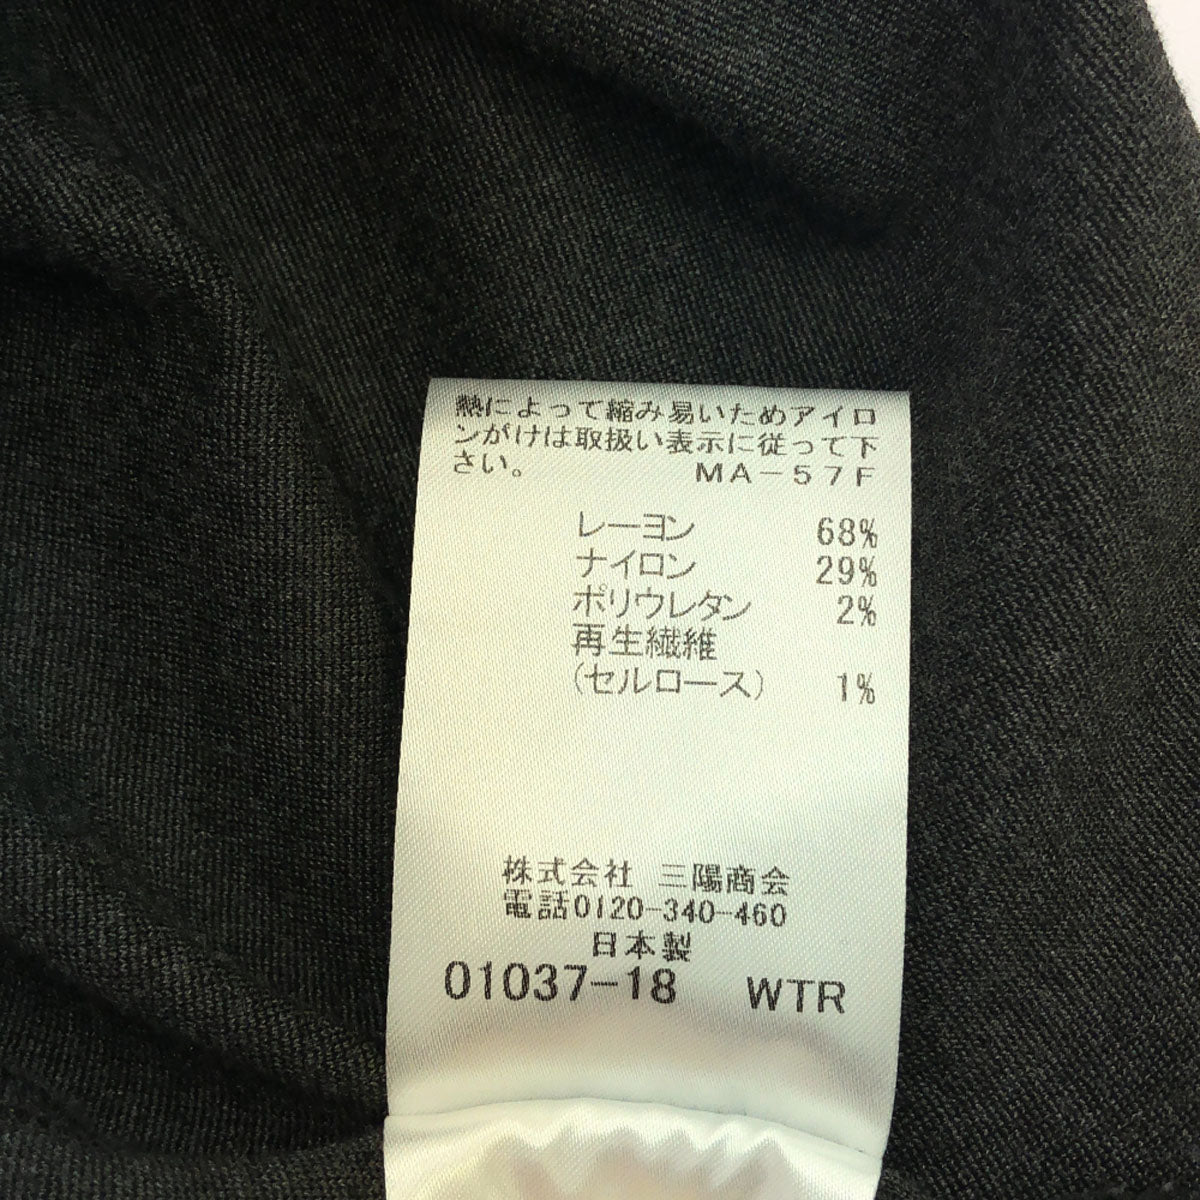 熱によって縮み易いためアイロ
ンがけは取扱い表示に従って下
さい。 MA-57F
レーヨン 68%
ナイロン 29%
ポリウレタン 2%
再生繊維
(セルロース) 1%
株式会社 三陽商会
電話0120-340-460
日本製
01037-18 WTR